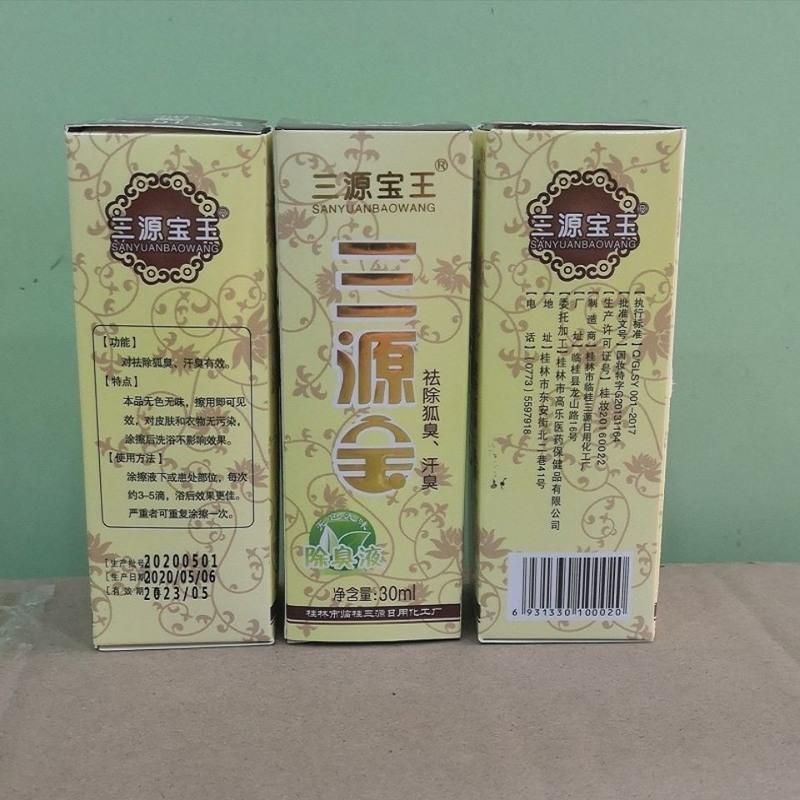 三源宝玉®
SANYUANBAOWANG
【功能】
对祛除狐臭、汗臭有效。
【特点】
本品无色无味，擦用即可见
效，对皮肤和衣物无污染，
涂擦后洗浴不影响效果。
【使用方法】
涂擦液下或患处部位，每次
约3-5滴，浴后效果更佳。
严重者可重复涂擦一次。
【生产批号】20200501
【生产日期】2020/05/06
【有效期】2023/05
三源宝王®
SANYUANBAOWANG
三源宝
祛除狐臭、汗臭
除臭液
净含量:30ml
桂林市临桂三源日用化工厂
三源宝玉®
SANYUANBAOWANG
【执行标准】Q/GLSY 001-2017
【批准文号】国妆特字G20131164
【生产许可证号】桂妆20160022
【制造商】桂林市临桂三源日用化工厂
【厂址】临桂县龙山路16号
【委托加工】桂林市高乐医药保健品有限公司
【地址】桂林市东安街北二巷41号
【电话】(0773)5597918
6 931330 100020